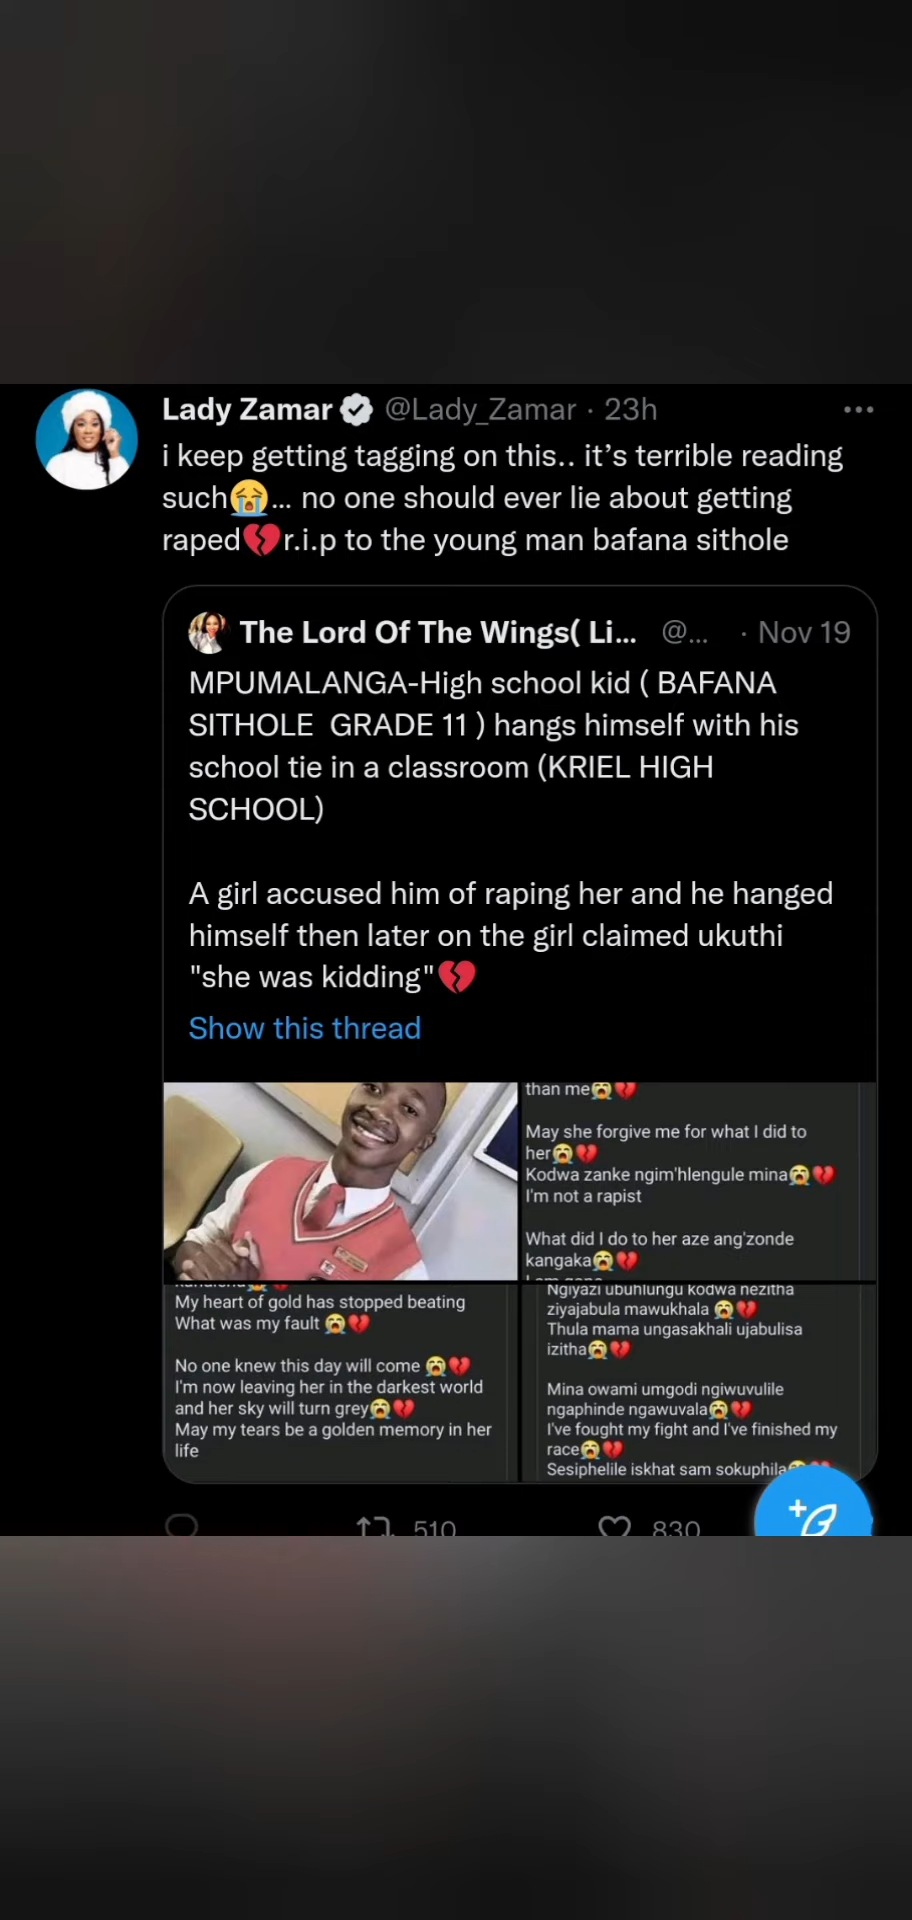 Lady Zamar @Lady_Zamar · 23h
i keep getting tagging on this.. it's terrible reading
such😭... no one should ever lie about getting
raped💔r.i.p to the young man bafana sithole
The Lord Of The Wings( Li... @... · Nov 19
MPUMALANGA-High school kid ( BAFANA
SITHOLE GRADE 11 ) hangs himself with his
school tie in a classroom (KRIEL HIGH
SCHOOL)
A girl accused him of raping her and he hanged
himself then later on the girl claimed ukuthi
"she was kidding"💔
Show this thread
than me😭💔
May she forgive me for what I did to
her😭💔
Kodwa zanke ngim'hlengule mina😭💔
I'm not a rapist
What did I do to her aze ang'zonde
kangaka😭💔
I am gone
My heart of gold has stopped beating
What was my fault 😭💔
No one knew this day will come 😭💔
I'm now leaving her in the darkest world
and her sky will turn grey😭💔
May my tears be a golden memory in her
life
Ngiyazi ubuhlungu kodwa nezitha
ziyajabula mawukhala 😭💔
Thula mama ungasakhali ujabulisa
izitha😭💔
Mina owami umgodi ngiwuvulile
ngaphinde ngawuvala😭💔
I've fought my fight and I've finished my
race😭💔
Sesiphelile iskhat sam sokuphila😭💔
510 830